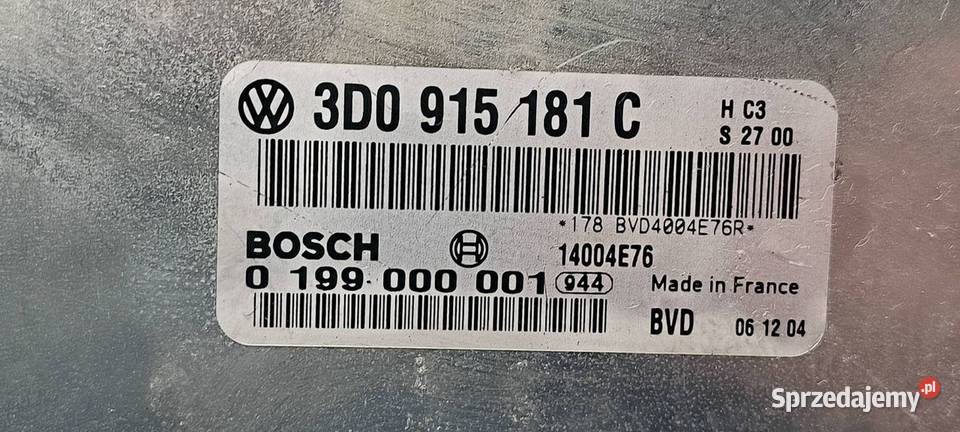 VW 3D0 915 181 C
H C3
S 27 00
*178 BVD4004E76R*
BOSCH
14004E76
0 199 000 001 944
Made in France
BVD 06 12 04
Sprzedajemy.pl